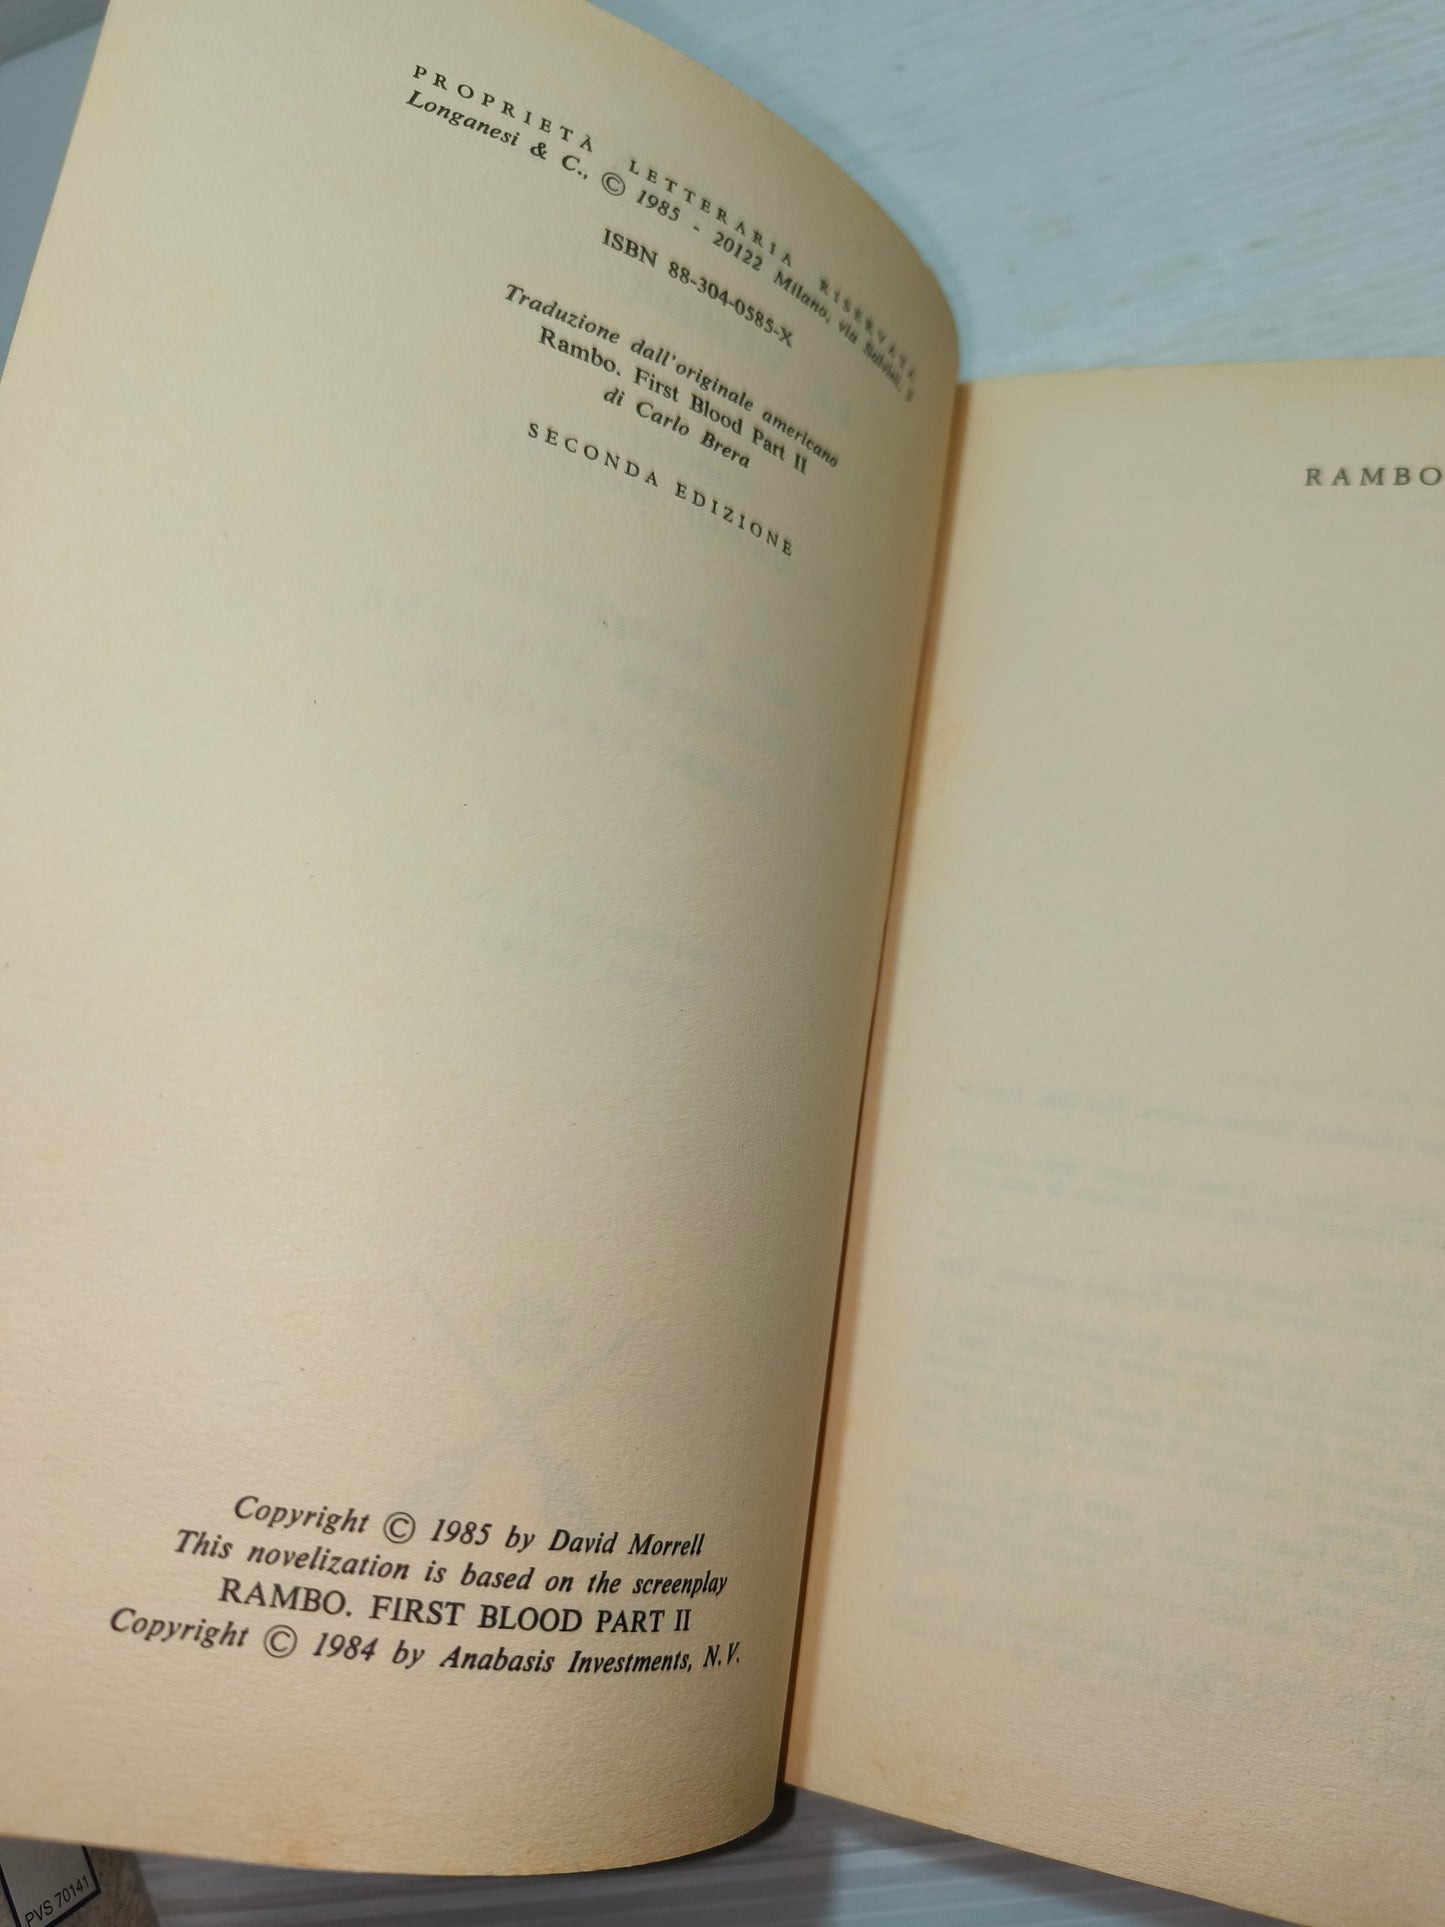 PROPRIETÀ LETTERARIA RISERVATA
Longanesi & C., © 1985 - 20122 Milano, via Salvini, 3
ISBN 88-304-0585-X
Traduzione dall'originale americano
Rambo. First Blood Part II
di Carlo Brera
SECONDA EDIZIONE
Copyright © 1985 by David Morrell
This novelization is based on the screenplay
RAMBO. FIRST BLOOD PART II
Copyright © 1984 by Anabasis Investments, N.V.
RAMBO
PVS 70141